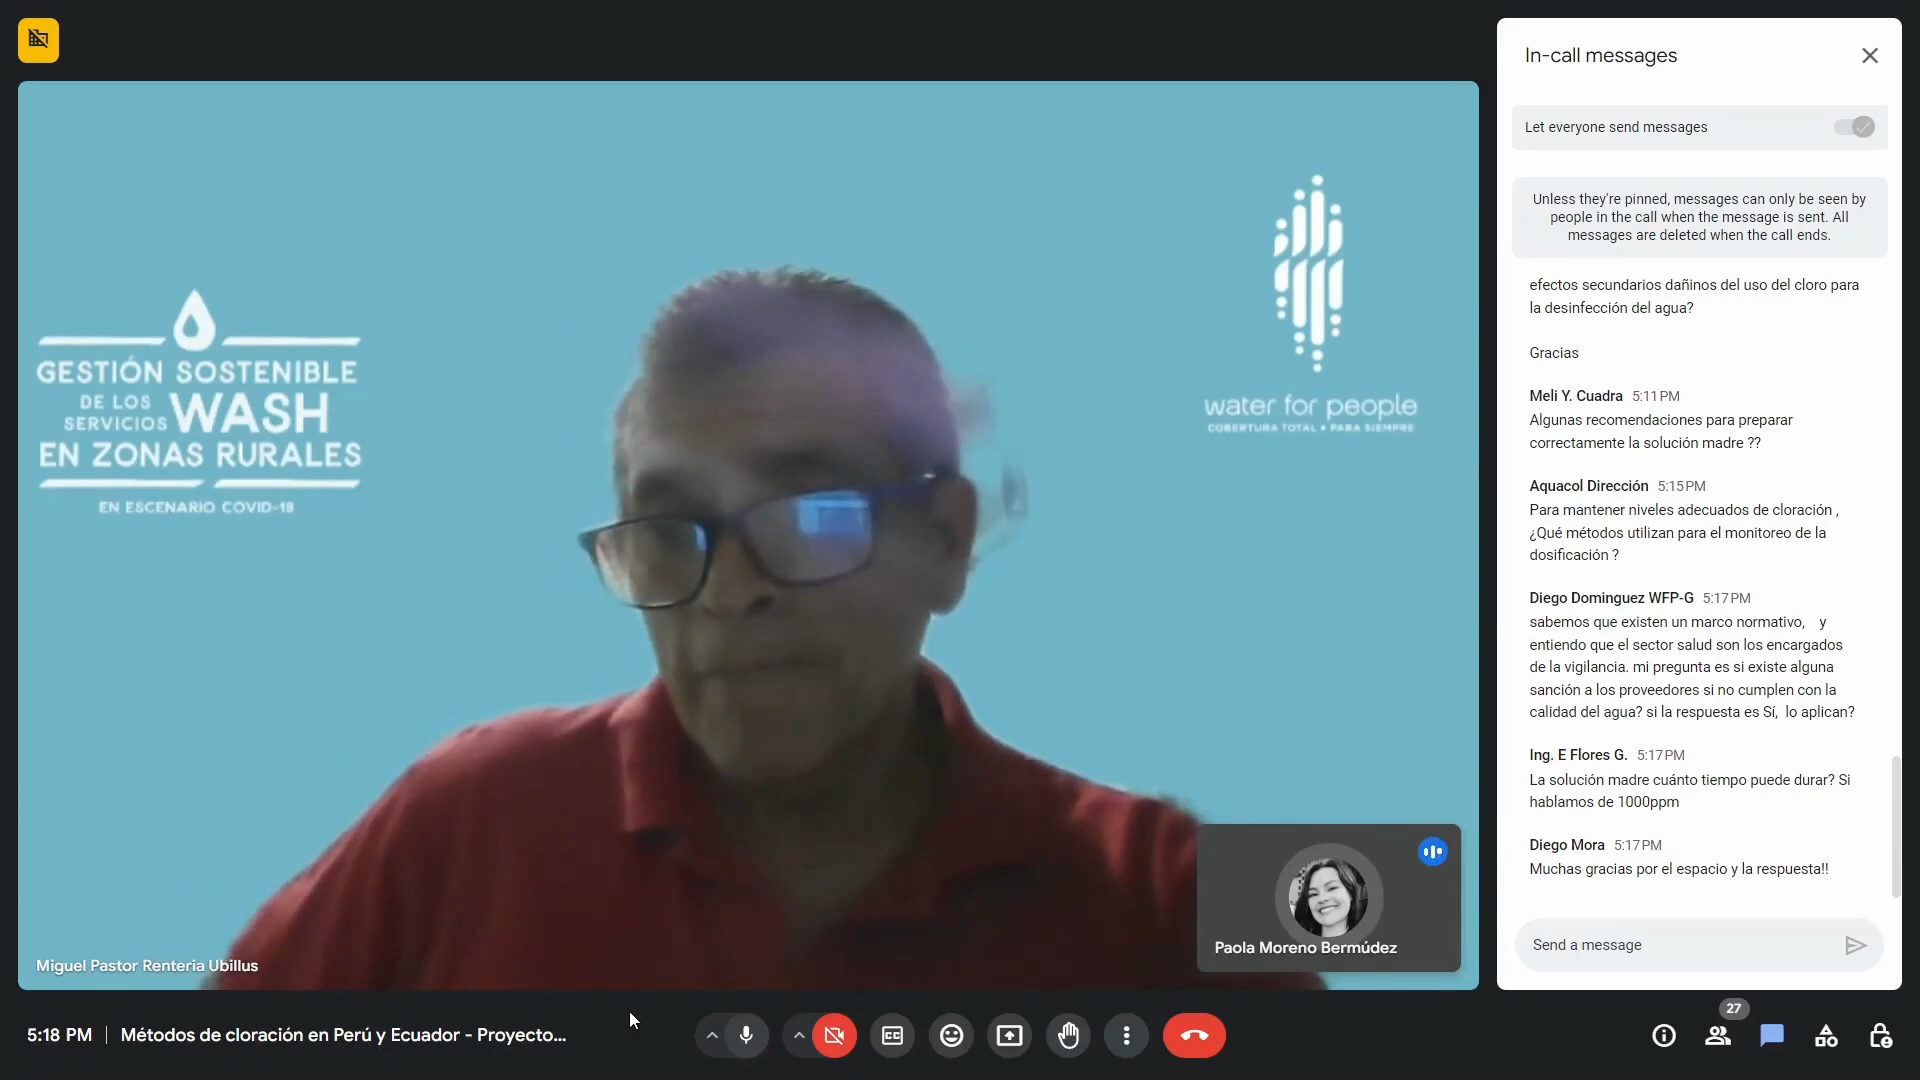 GESTIÓN SOSTENIBLE
DE LOS
SERVICIOS WASH
EN ZONAS RURALES
EN ESCENARIO COVID-19
water for people
COBERTURA TOTAL • PARA SIEMPRE
Miguel Pastor Renteria Ubillus
Paola Moreno Bermúdez
In-call messages
Let everyone send messages
Unless they're pinned, messages can only be seen by
people in the call when the message is sent. All
messages are deleted when the call ends.
efectos secundarios dañinos del uso del cloro para
la desinfección del agua?
Gracias
Meli Y. Cuadra 5:11 PM
Algunas recomendaciones para preparar
correctamente la solución madre ??
Aquacol Dirección 5:15 PM
Para mantener niveles adecuados de cloración ,
¿Qué métodos utilizan para el monitoreo de la
dosificación ?
Diego Dominguez WFP-G 5:17 PM
sabemos que existen un marco normativo, y
entiendo que el sector salud son los encargados
de la vigilancia. mi pregunta es si existe alguna
sanción a los proveedores si no cumplen con la
calidad del agua? si la respuesta es Sí, lo aplican?
Ing. E Flores G. 5:17 PM
La solución madre cuánto tiempo puede durar? Si
hablamos de 1000ppm
Diego Mora 5:17 PM
Muchas gracias por el espacio y la respuesta!!
Send a message
5:18 PM | Métodos de cloración en Perú y Ecuador - Proyecto...
27